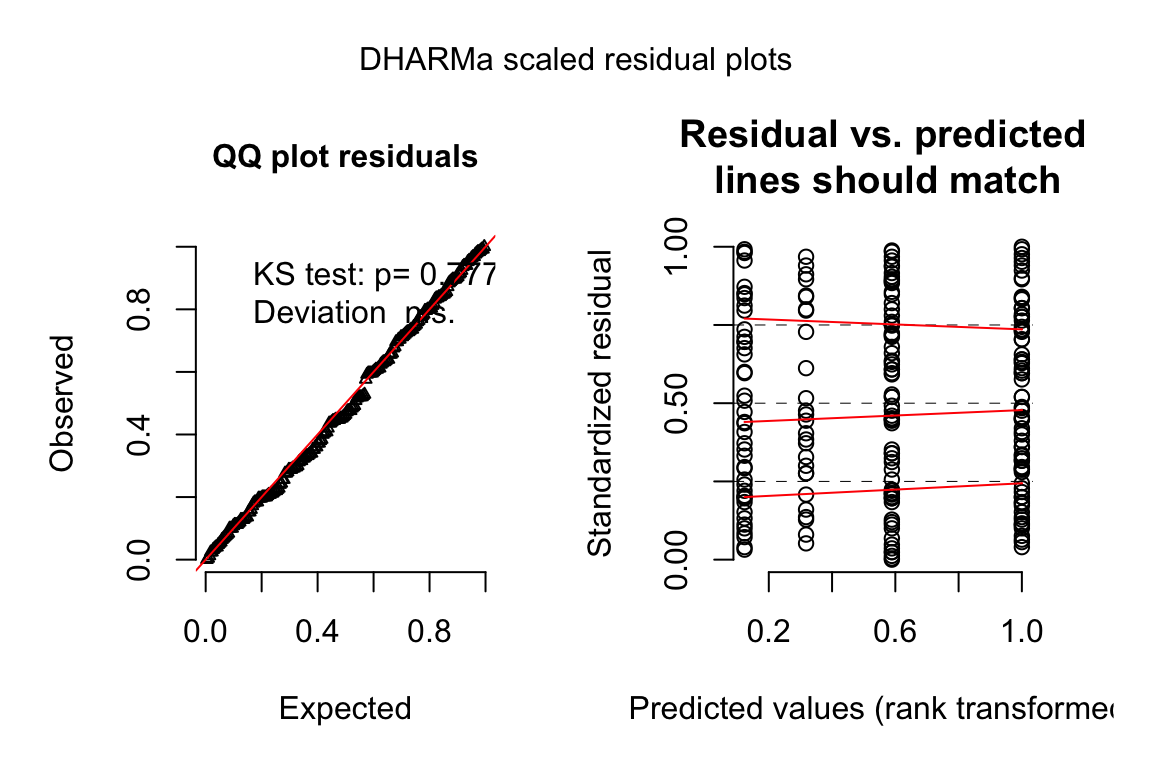 DHARMa scaled residual plots
QQ plot residuals
KS test: p= 0.777
Deviation n.s.
Observed
0.0
0.4
0.8
0.0
0.4
0.8
Expected
Residual vs. predicted
lines should match
Standardized residual
0.00
0.50
1.00
0.2
0.6
1.0
Predicted values (rank transformed